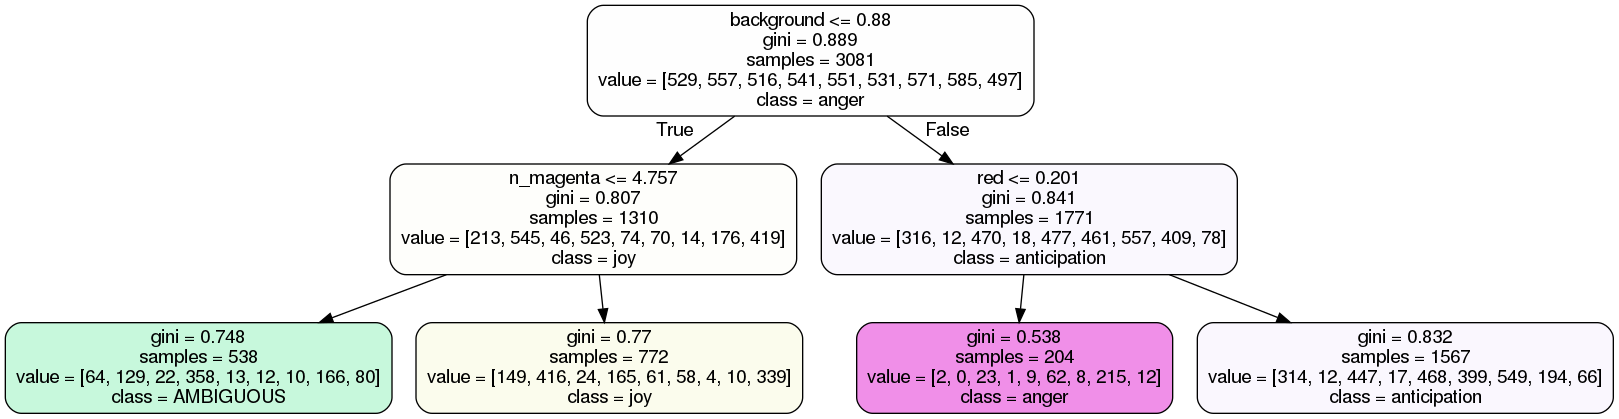 background <= 0.88
gini = 0.889
samples = 3081
value = [529, 557, 516, 541, 551, 531, 571, 585, 497]
class = anger
True
False
n_magenta <= 4.757
gini = 0.807
samples = 1310
value = [213, 545, 46, 523, 74, 70, 14, 176, 419]
class = joy
red <= 0.201
gini = 0.841
samples = 1771
value = [316, 12, 470, 18, 477, 461, 557, 409, 78]
class = anticipation
gini = 0.748
samples = 538
value = [64, 129, 22, 358, 13, 12, 10, 166, 80]
class = AMBIGUOUS
gini = 0.77
samples = 772
value = [149, 416, 24, 165, 61, 58, 4, 10, 339]
class = joy
gini = 0.538
samples = 204
value = [2, 0, 23, 1, 9, 62, 8, 215, 12]
class = anger
gini = 0.832
samples = 1567
value = [314, 12, 447, 17, 468, 399, 549, 194, 66]
class = anticipation